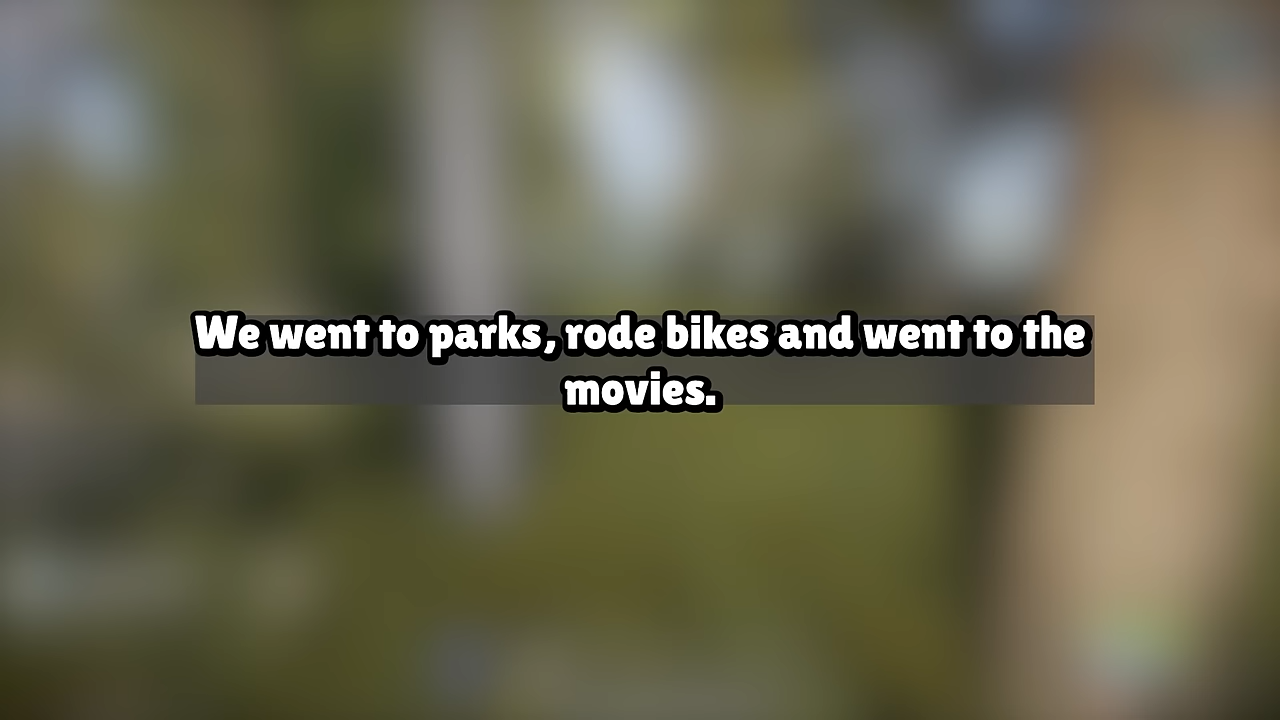 We went to parks, rode bikes and went to the
movies.